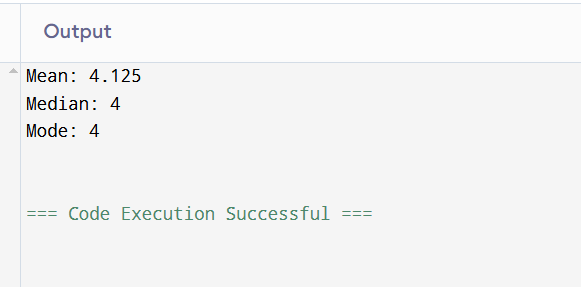 Output
Mean: 4.125
Median: 4
Mode: 4
=== Code Execution Successful ===